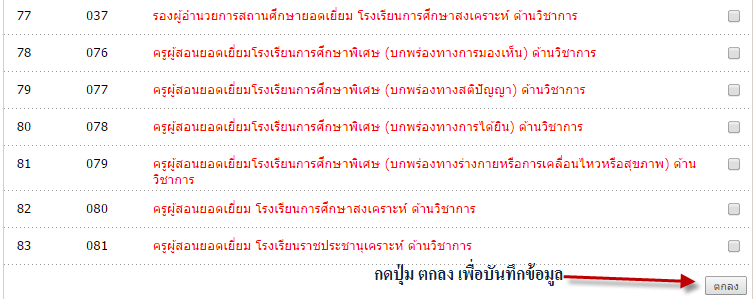 77 037 รองผู้อำนวยการสถานศึกษายอดเยี่ยม โรงเรียนการศึกษาสงเคราะห์ ด้านวิชาการ
78 076 ครูผู้สอนยอดเยี่ยมโรงเรียนการศึกษาพิเศษ (บกพร่องทางการมองเห็น) ด้านวิชาการ
79 077 ครูผู้สอนยอดเยี่ยมโรงเรียนการศึกษาพิเศษ (บกพร่องทางสติปัญญา) ด้านวิชาการ
80 078 ครูผู้สอนยอดเยี่ยมโรงเรียนการศึกษาพิเศษ (บกพร่องทางการได้ยิน) ด้านวิชาการ
81 079 ครูผู้สอนยอดเยี่ยมโรงเรียนการศึกษาพิเศษ (บกพร่องทางร่างกายหรือการเคลื่อนไหวหรือสุขภาพ) ด้าน
วิชาการ
82 080 ครูผู้สอนยอดเยี่ยม โรงเรียนการศึกษาสงเคราะห์ ด้านวิชาการ
83 081 ครูผู้สอนยอดเยี่ยม โรงเรียนราชประชานุเคราะห์ ด้านวิชาการ
กดปุ่ม ตกลง เพื่อบันทึกข้อมูล
ตกลง